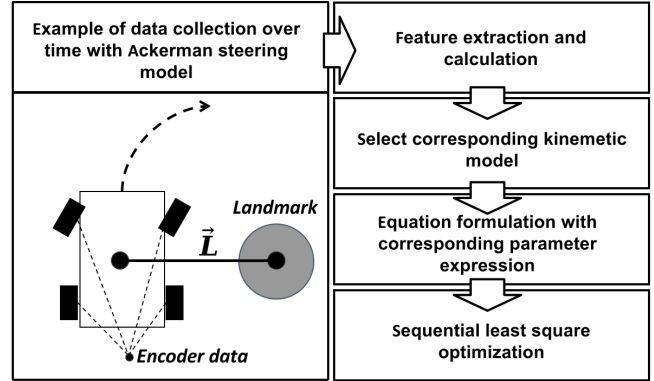 Example of data collection over
time with Ackerman steering
model
Landmark
L
Encoder data
Feature extraction and
calculation
Select corresponding kinemetic
model
Equation formulation with
corresponding parameter
expression
Sequential least square
optimization